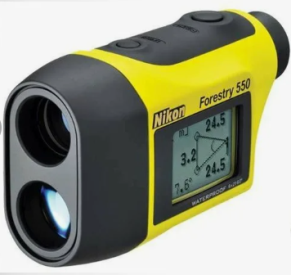 Forestry 550
Nikon
m
24.5
3.2
24.5
7.6°
WATERPROOF